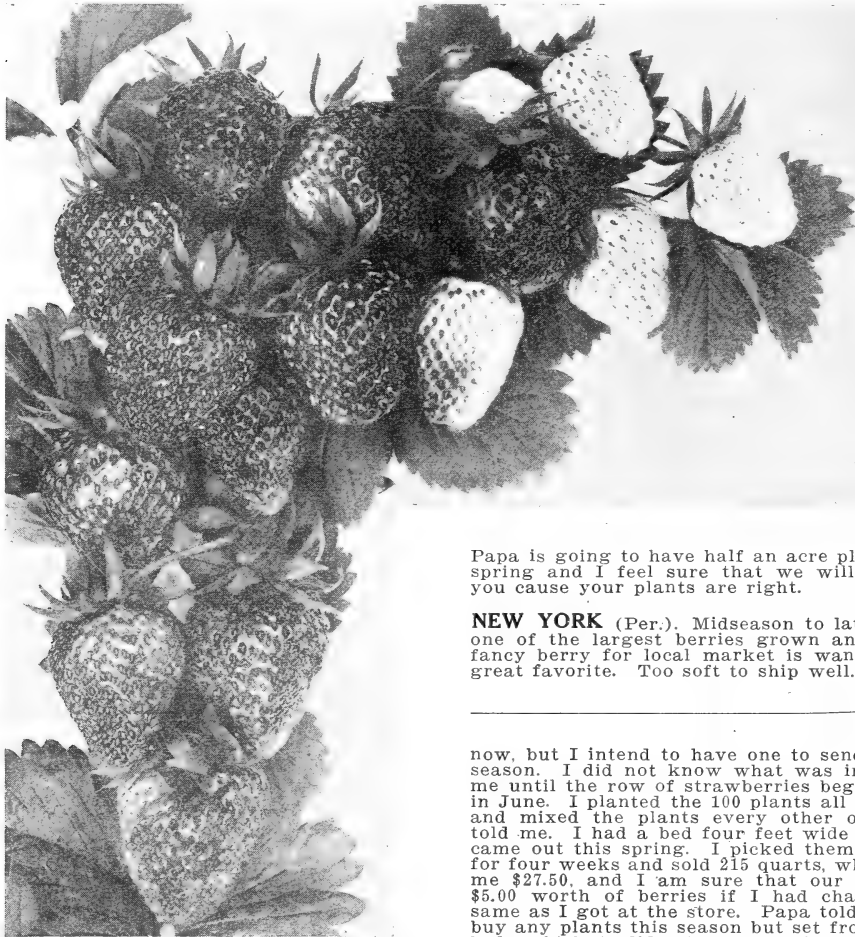 Papa is going to have half an acre pl
spring and I feel sure that we will
you cause your plants are right.
NEW YORK (Per.). Midseason to lat
one of the largest berries grown an
fancy berry for local market is wan
great favorite. Too soft to ship well.
now, but I intend to have one to send
season. I did not know what was in
me until the row of strawberries beg
in June. I planted the 100 plants all
and mixed the plants every other o
told me. I had a bed four feet wide
came out this spring. I picked them
for four weeks and sold 215 quarts, wh
me $27.50, and I am sure that our
$5.00 worth of berries if I had cha
same as I got at the store. Papa told
buy any plants this season but set fro